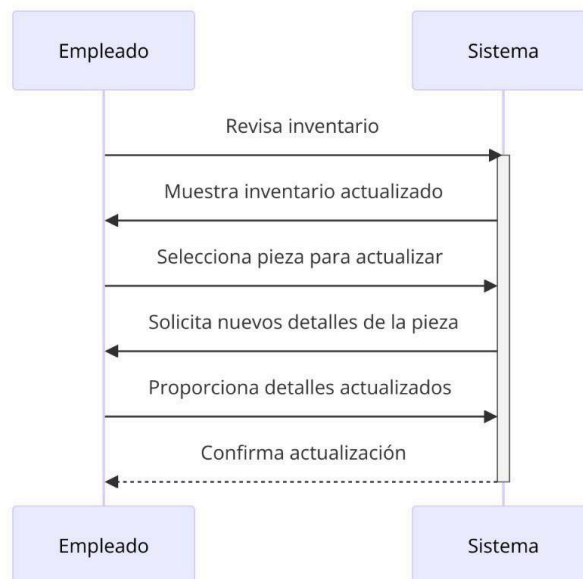 Empleado
Sistema
Revisa inventario
Muestra inventario actualizado
Selecciona pieza para actualizar
Solicita nuevos detalles de la pieza
Proporciona detalles actualizados
Confirma actualización
Empleado
Sistema